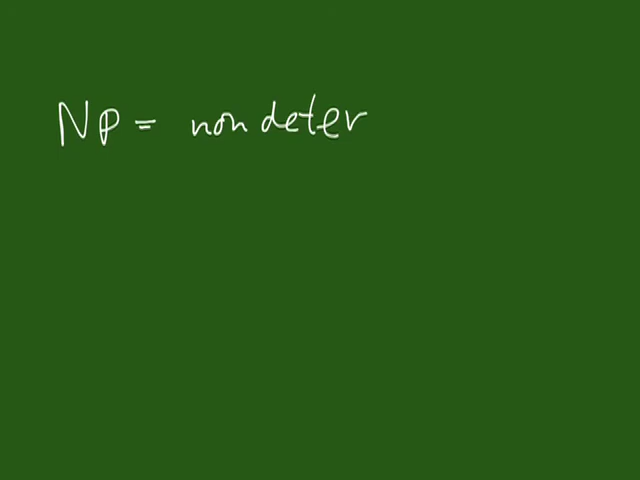 NP = non deter